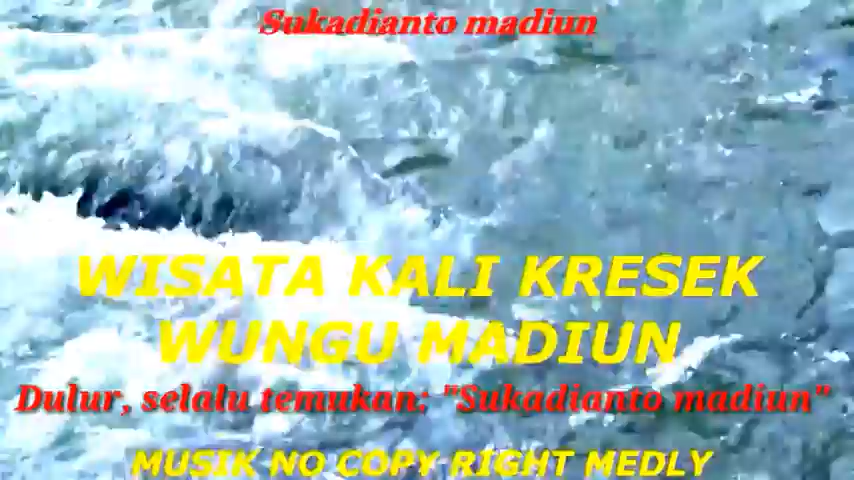 Sukadianto madiun
WISATA KALI KRESEK
WUNGU MADIUN
Dulur, selalu temukan: "Sukadianto madiun"
MUSIK NO COPY RIGHT MEDLY